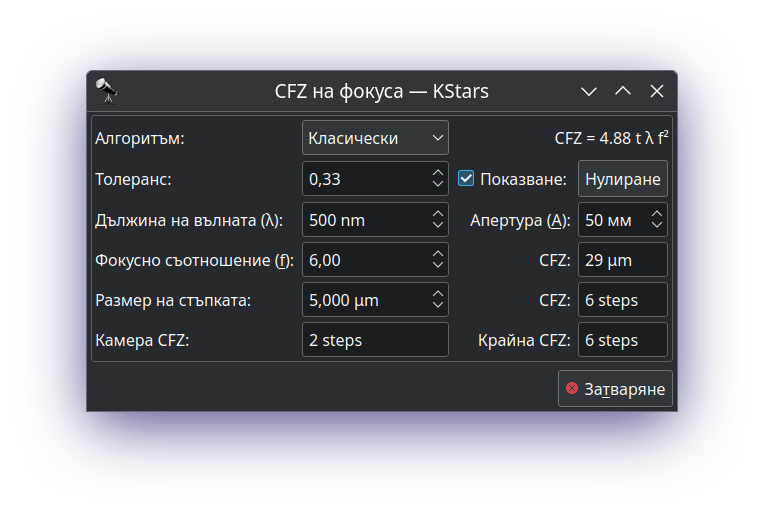 CFZ на фокуса — KStars
Алгоритъм: Класически CFZ = 4.88 t λ f²
Толеранс: 0,33 Показване: Нулиране
Дължина на вълната (λ): 500 nm Апертура (A): 50 мм
Фокусно съотношение (f): 6,00 CFZ: 29 μm
Размер на стъпката: 5,000 μm CFZ: 6 steps
Камера CFZ: 2 steps Крайна CFZ: 6 steps
Затваряне